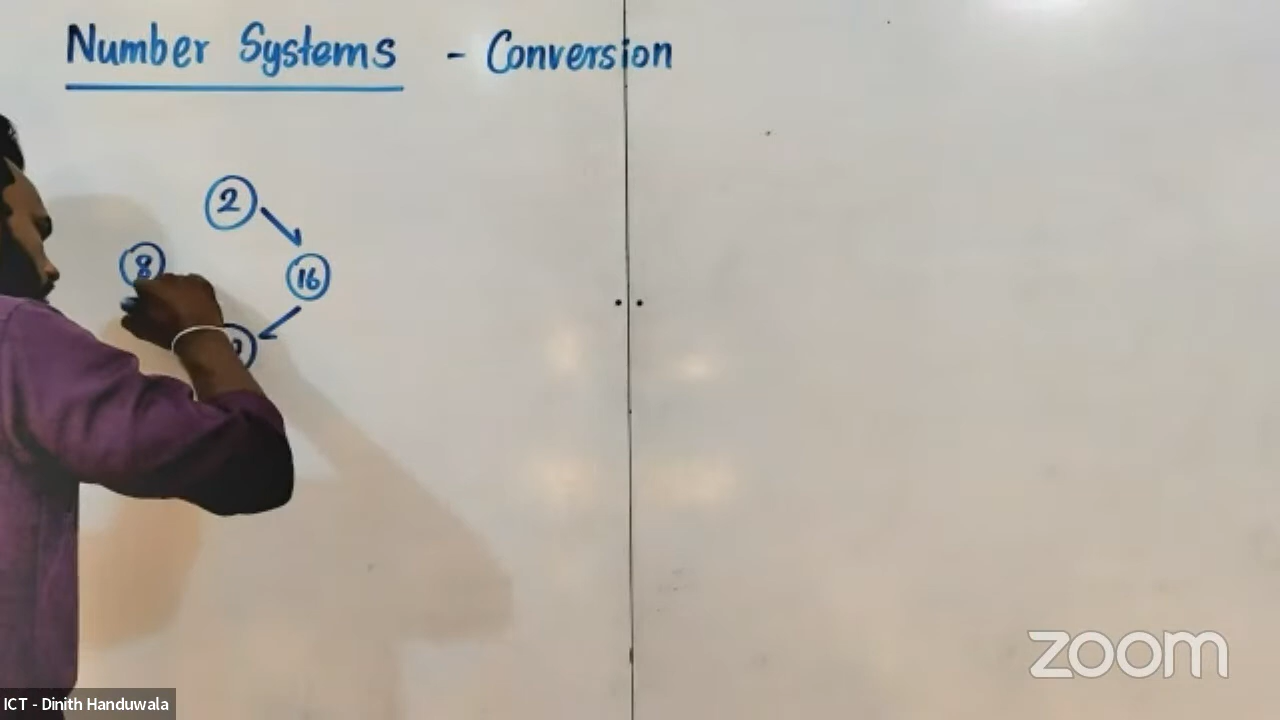 Number Systems - Conversion
2
8
16
zoom
ICT - Dinith Handuwala